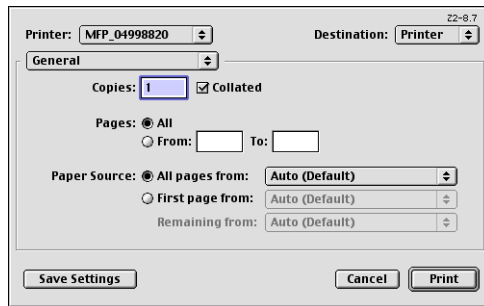 Z2-8.7
Printer: MFP_04998820 Destination: Printer
General
Copies: 1 Collated
Pages: All
From: To:
Paper Source: All pages from: Auto (Default)
First page from: Auto (Default)
Remaining from: Auto (Default)
Save Settings Cancel Print